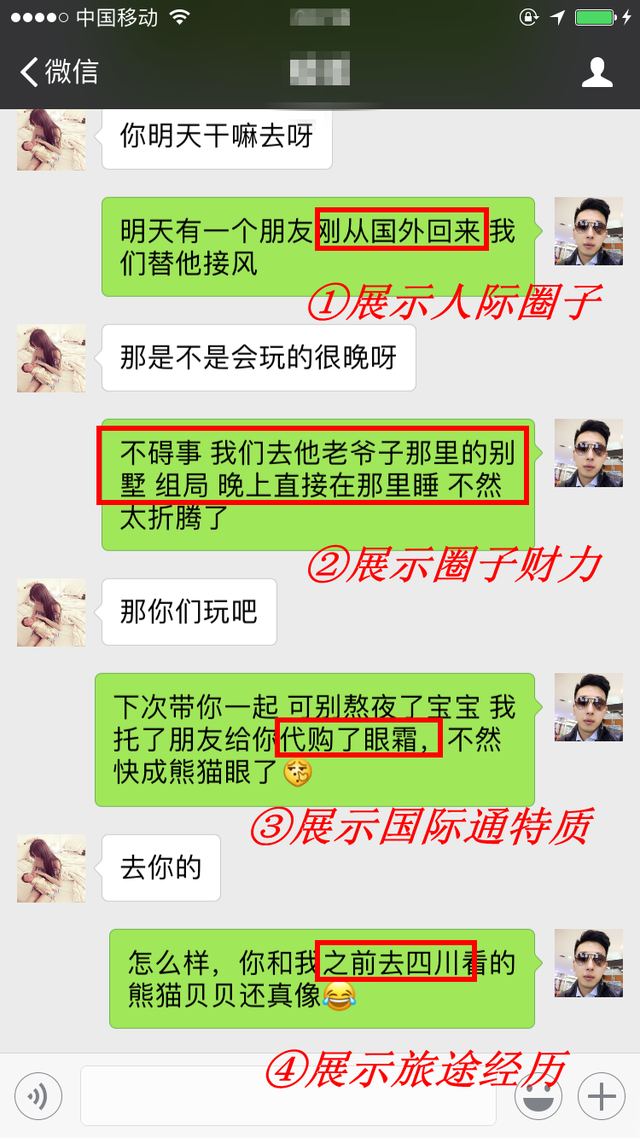 中国移动
微信
你明天干嘛去呀
明天有一个朋友刚从国外回来 我
们替他接风
①展示人际圈子
那是不是会玩的很晚呀
不碍事 我们去他老爷子那里的别
墅 组局 晚上直接在那里睡 不然
太折腾了
②展示圈子财力
那你们玩吧
下次带你一起 可别熬夜了宝宝 我
托了朋友给你代购了眼霜，不然
快成熊猫眼了
③展示国际通特质
去你的
怎么样，你和我之前去四川看的
熊猫贝贝还真像
④展示旅途经历